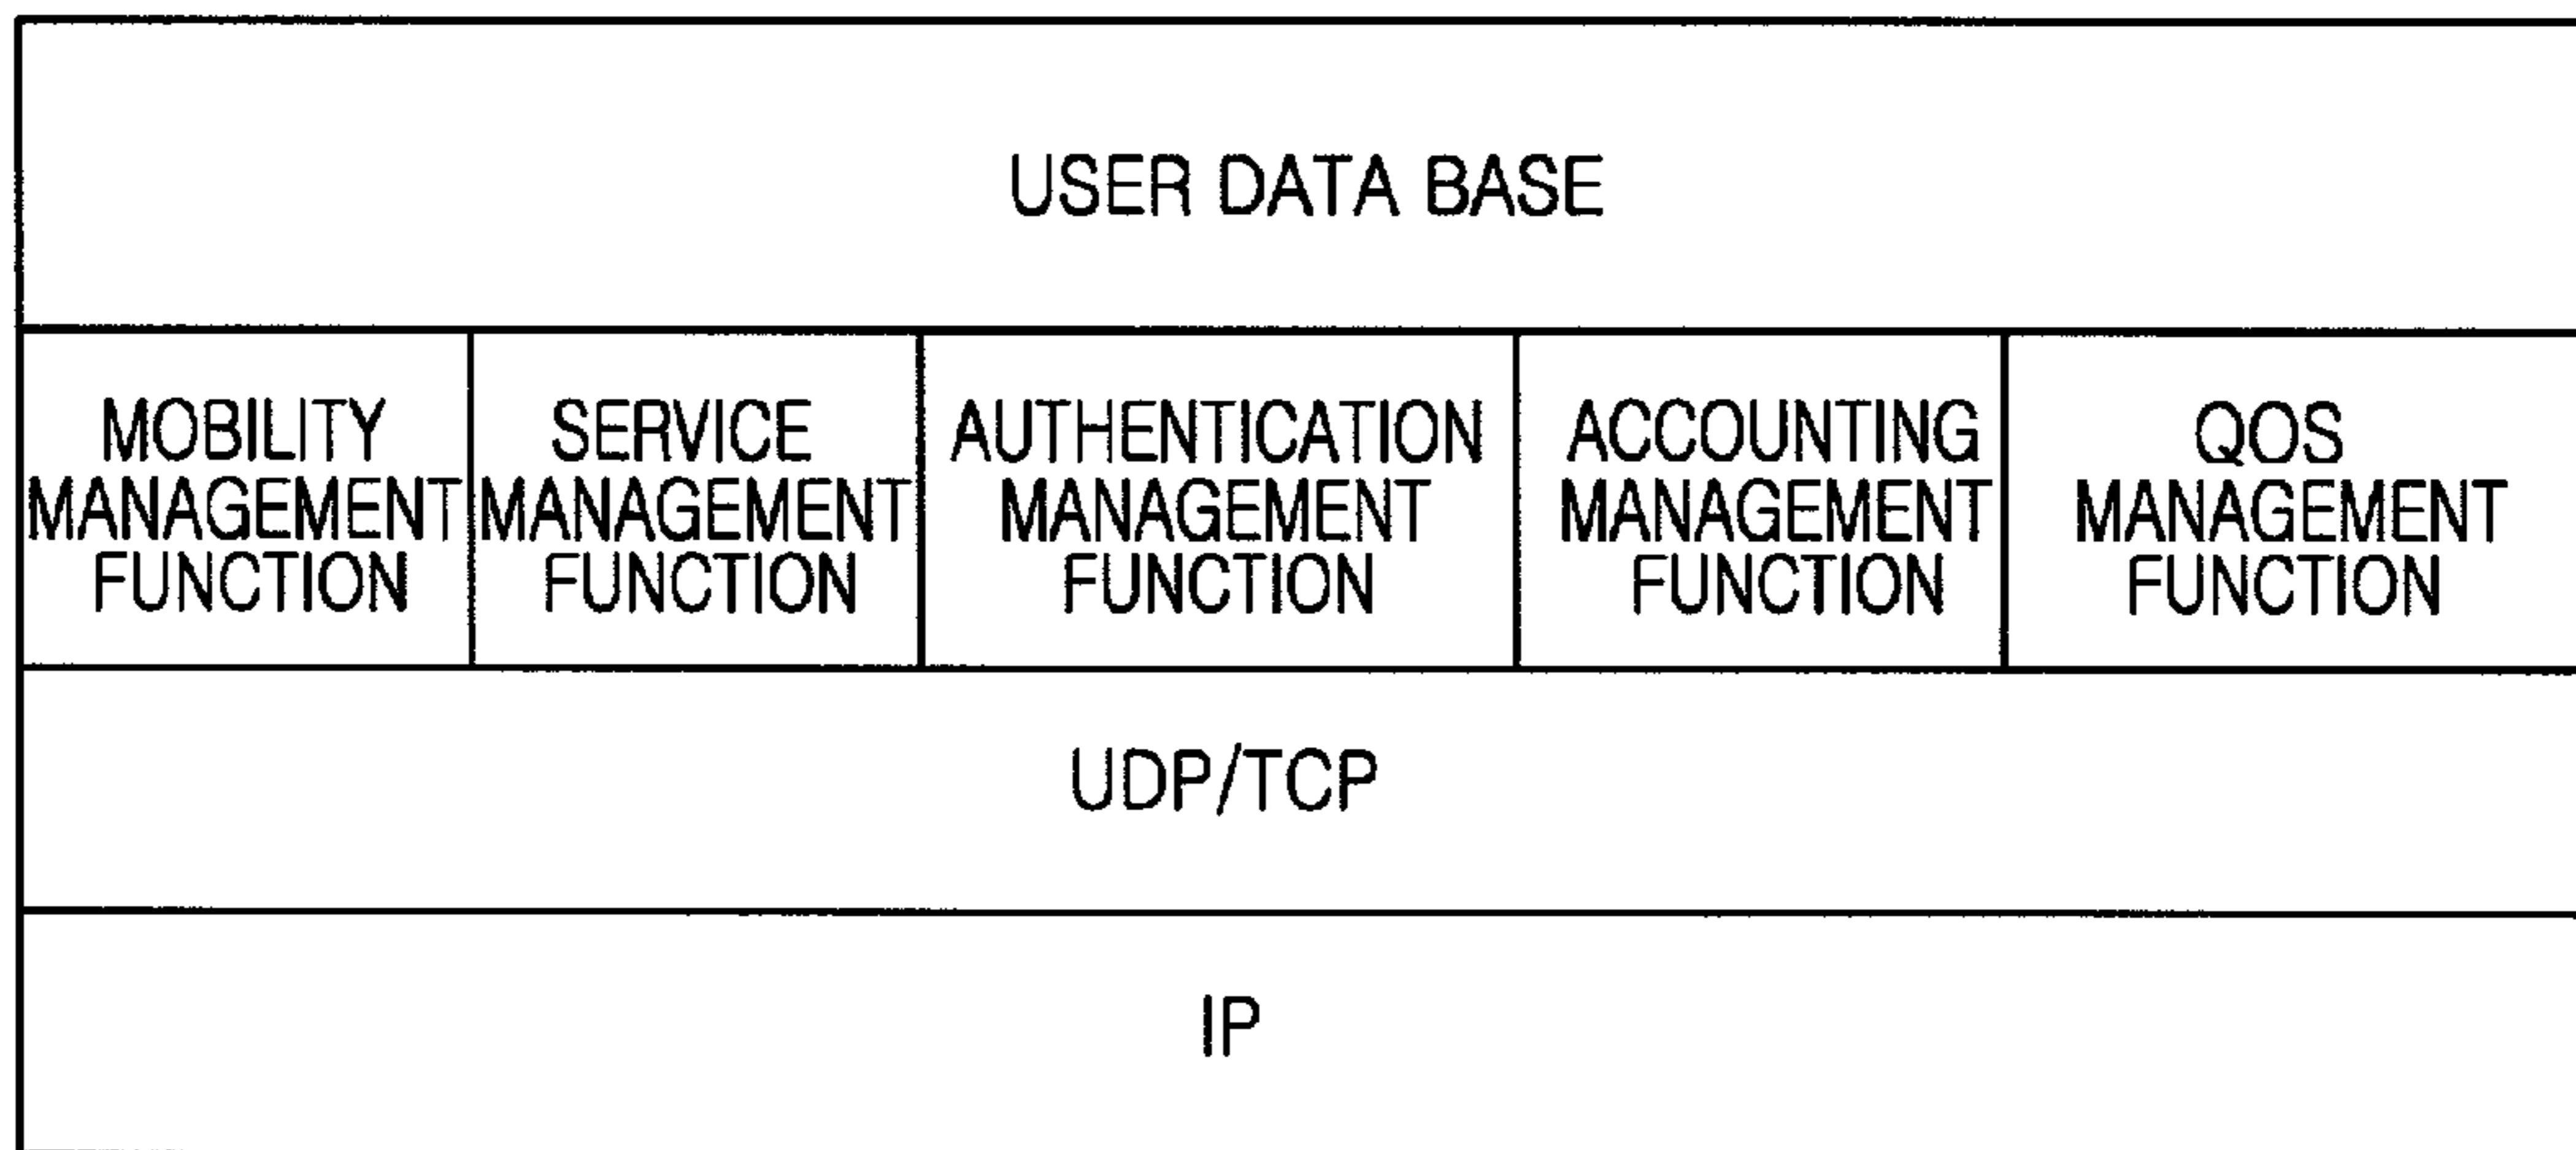 USER DATA BASE
MOBILITY
MANAGEMENT
FUNCTION
SERVICE
MANAGEMENT
FUNCTION
AUTHENTICATION
MANAGEMENT
FUNCTION
ACCOUNTING
MANAGEMENT
FUNCTION
QOS
MANAGEMENT
FUNCTION
UDP/TCP
IP